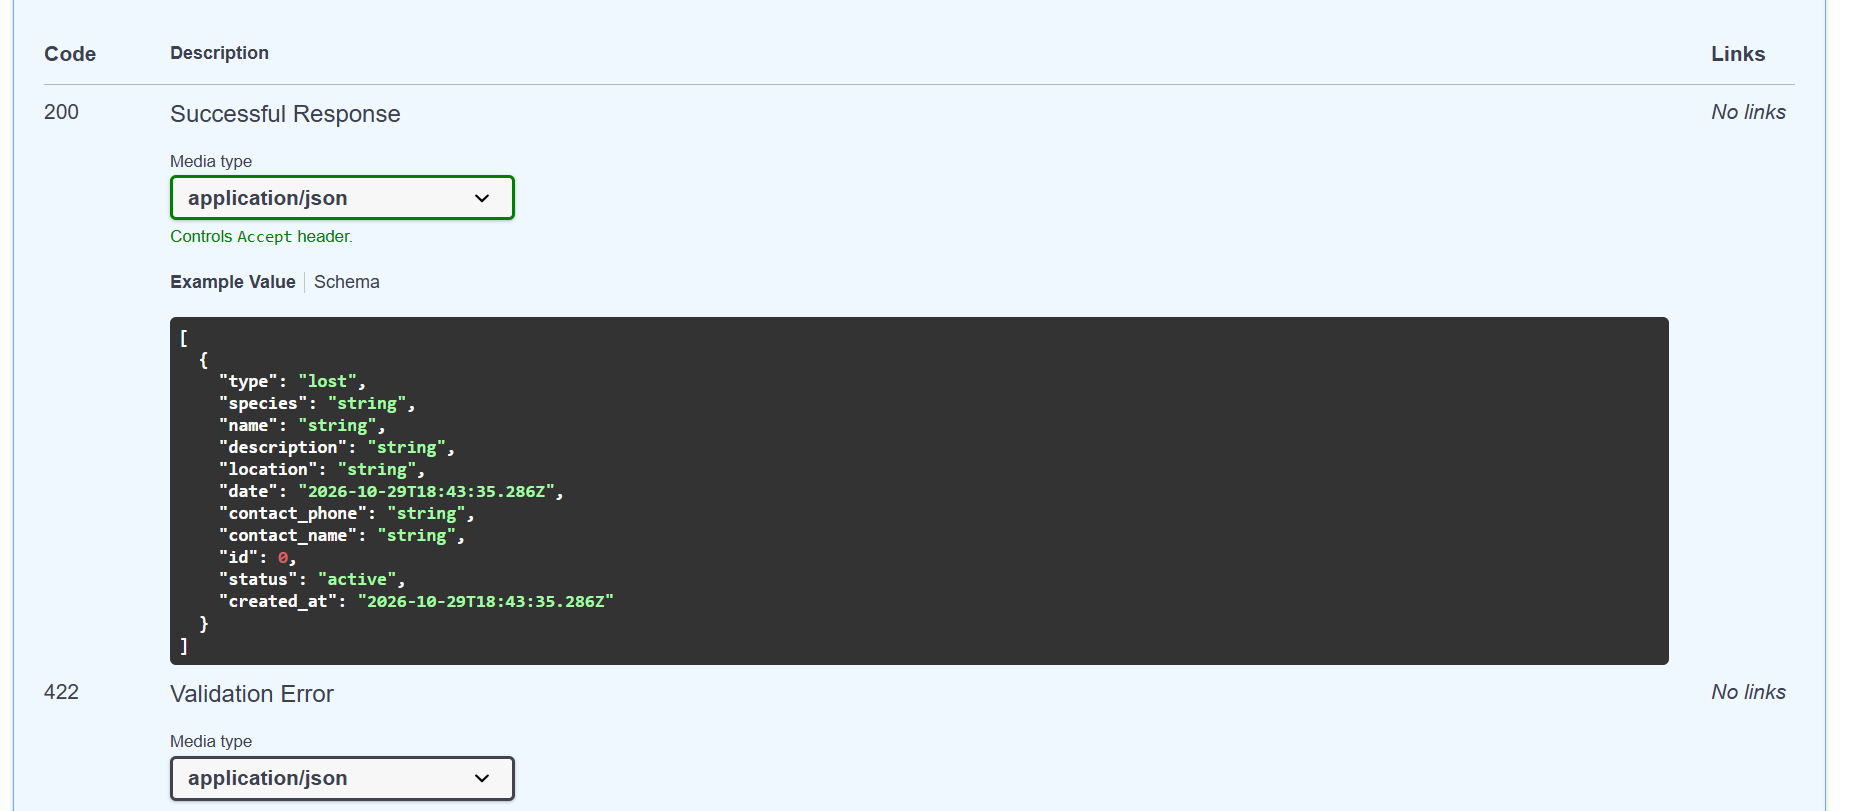 Code Description Links
200 Successful Response No links
Media type
application/json
Controls Accept header.
Example Value Schema
[
  {
    "type": "lost",
    "species": "string",
    "name": "string",
    "description": "string",
    "location": "string",
    "date": "2026-10-29T18:43:35.286Z",
    "contact_phone": "string",
    "contact_name": "string",
    "id": 0,
    "status": "active",
    "created_at": "2026-10-29T18:43:35.286Z"
  }
]
422 Validation Error No links
Media type
application/json